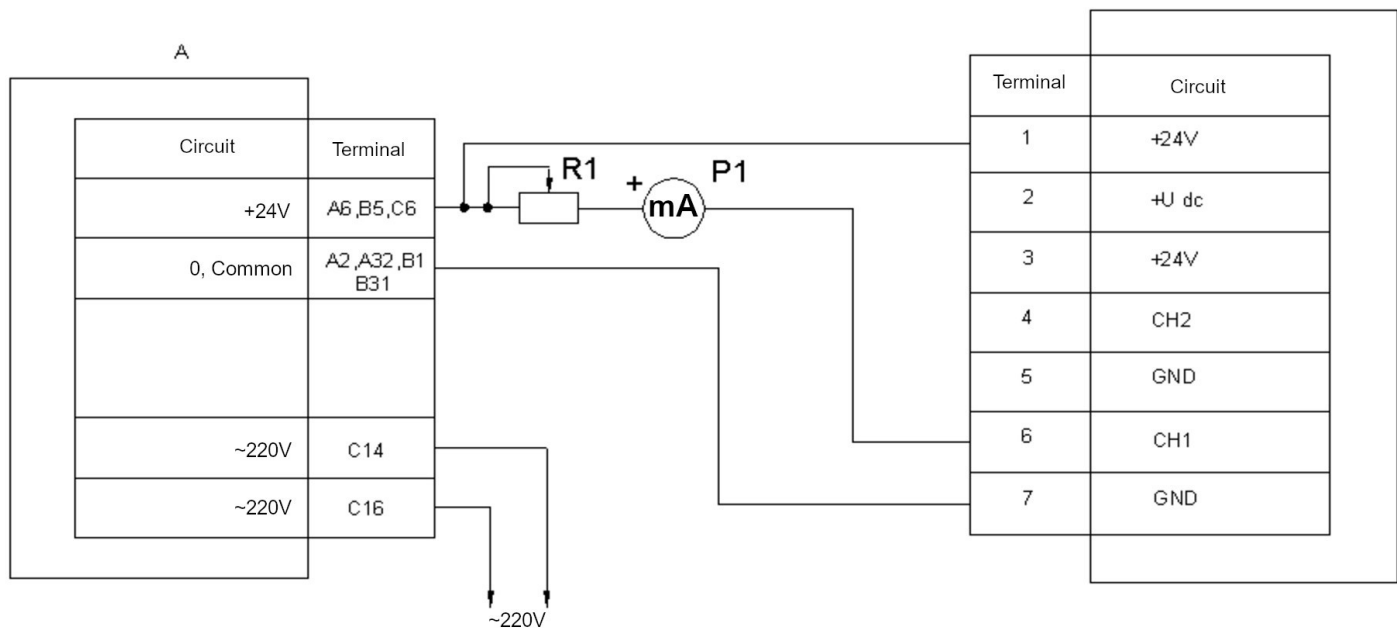 A
Circuit Terminal
+24V A6,B5,C6
0, Common A2,A32,B1
B31
~220V C14
~220V C16
~220V
R1
+
mA
P1
Terminal Circuit
1 +24V
2 +U dc
3 +24V
4 CH2
5 GND
6 CH1
7 GND